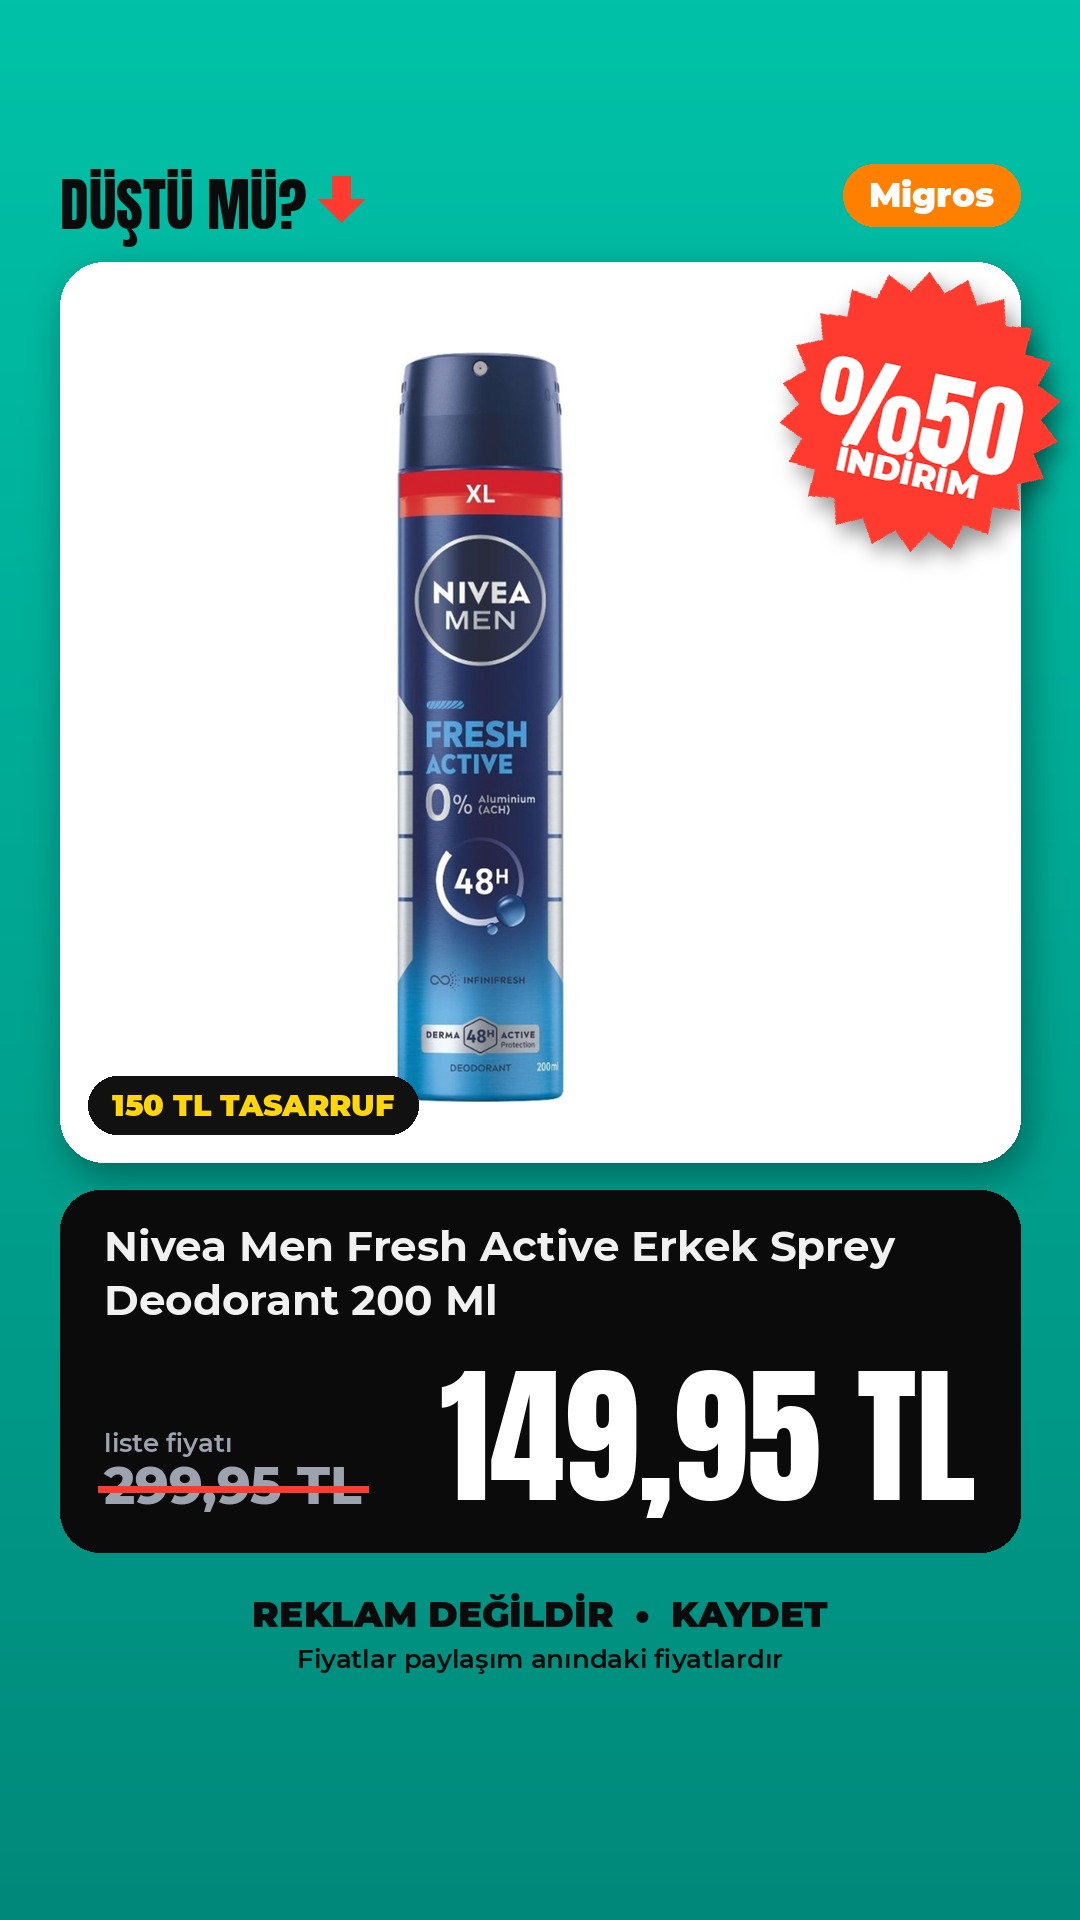 DÜŞTÜ MÜ?
Migros
%50
İNDİRİM
XL
NIVEA
MEN
FRESH
ACTIVE
0% Aluminium
(ACH)
48H
INFINIFRESH
DERMA 48H ACTIVE
Protection
DEODORANT 200 ml
150 TL TASARRUF
Nivea Men Fresh Active Erkek Sprey
Deodorant 200 Ml
liste fiyatı
299,95 TL
149,95 TL
REKLAM DEĞİLDİR • KAYDET
Fiyatlar paylaşım anındaki fiyatlardır